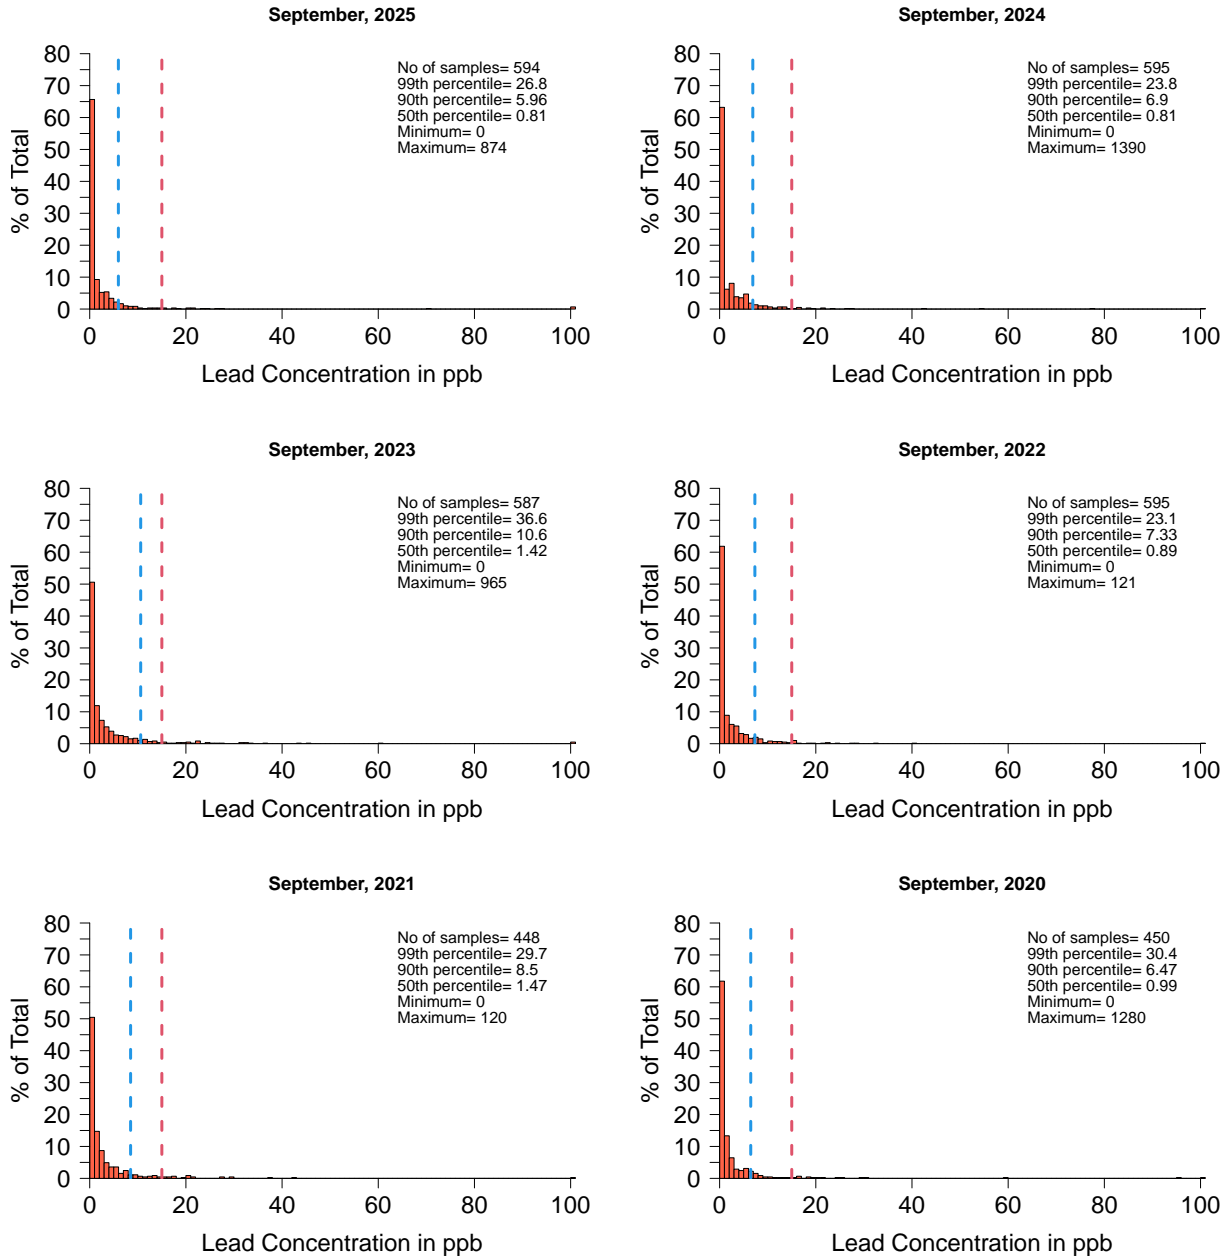 September, 2025
No of samples= 594
99th percentile= 26.8
90th percentile= 5.96
50th percentile= 0.81
Minimum= 0
Maximum= 874
% of Total
80
70
60
50
40
30
20
10
0
0 20 40 60 80 100
Lead Concentration in ppb
September, 2024
No of samples= 595
99th percentile= 23.8
90th percentile= 6.9
50th percentile= 0.81
Minimum= 0
Maximum= 1390
% of Total
80
70
60
50
40
30
20
10
0
0 20 40 60 80 100
Lead Concentration in ppb
September, 2023
No of samples= 587
99th percentile= 36.6
90th percentile= 10.6
50th percentile= 1.42
Minimum= 0
Maximum= 965
% of Total
80
70
60
50
40
30
20
10
0
0 20 40 60 80 100
Lead Concentration in ppb
September, 2022
No of samples= 595
99th percentile= 23.1
90th percentile= 7.33
50th percentile= 0.89
Minimum= 0
Maximum= 121
% of Total
80
70
60
50
40
30
20
10
0
0 20 40 60 80 100
Lead Concentration in ppb
September, 2021
No of samples= 448
99th percentile= 29.7
90th percentile= 8.5
50th percentile= 1.47
Minimum= 0
Maximum= 120
% of Total
80
70
60
50
40
30
20
10
0
0 20 40 60 80 100
Lead Concentration in ppb
September, 2020
No of samples= 450
99th percentile= 30.4
90th percentile= 6.47
50th percentile= 0.99
Minimum= 0
Maximum= 1280
% of Total
80
70
60
50
40
30
20
10
0
0 20 40 60 80 100
Lead Concentration in ppb